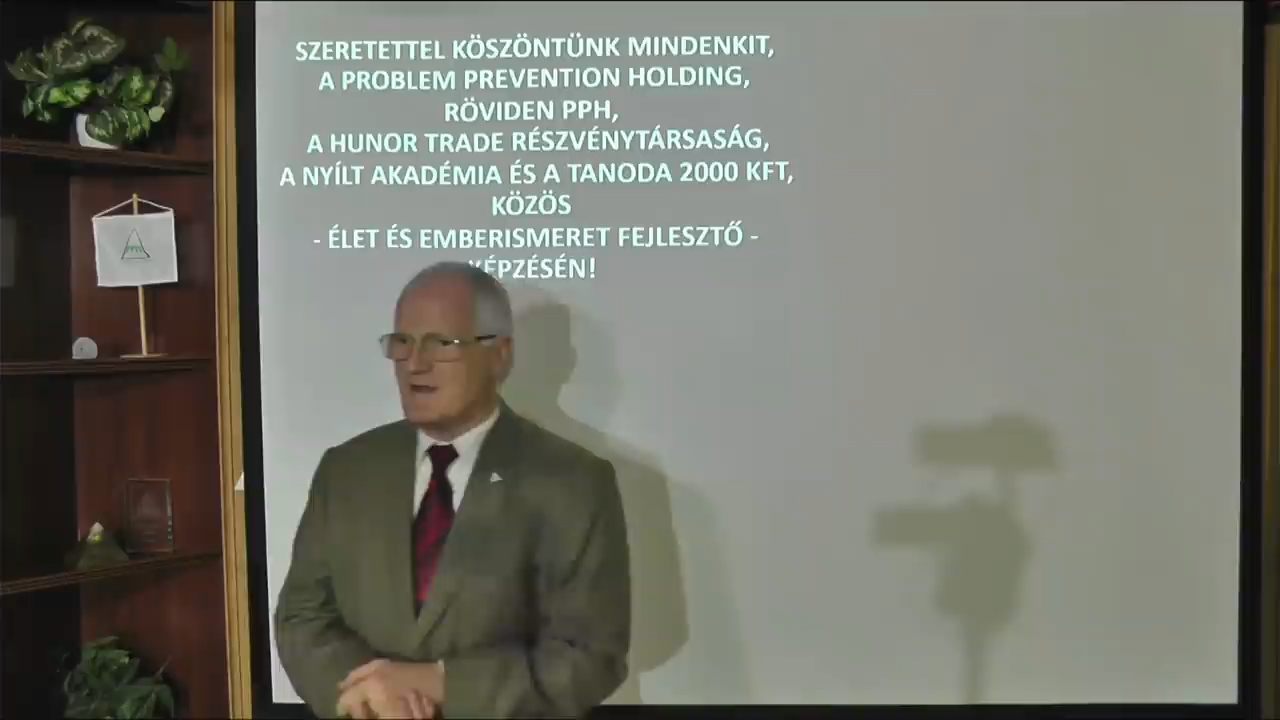 SZERETETTEL KÖSZÖNTÜNK MINDENKIT,
A PROBLEM PREVENTION HOLDING,
RÖVIDEN PPH,
A HUNOR TRADE RÉSZVÉNYTÁRSASÁG,
A NYÍLT AKADÉMIA ÉS A TANODA 2000 KFT,
KÖZÖS
- ÉLET ÉS EMBERISMERET FEJLESZTŐ -
KÉPZÉSÉN!